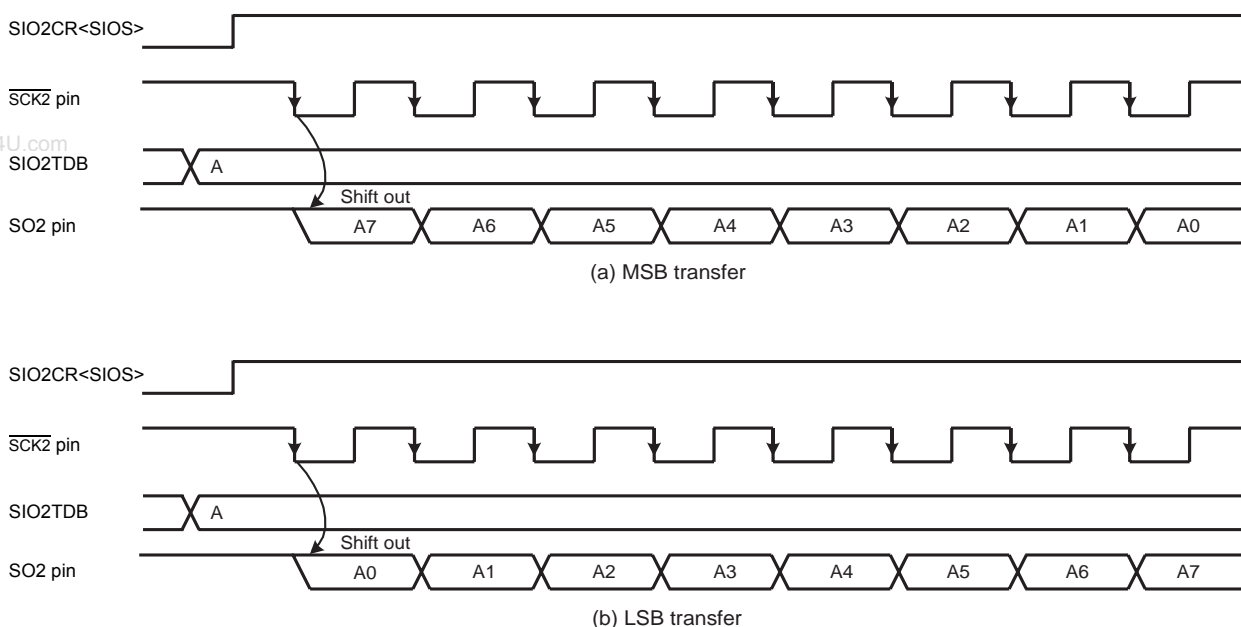 SIO2CR<SIOS>
SCK2 pin
4U.com
SIO2TDB
A
Shift out
SO2 pin
A7 A6 A5 A4 A3 A2 A1 A0
(a) MSB transfer
SIO2CR<SIOS>
SCK2 pin
SIO2TDB
A
Shift out
SO2 pin
A0 A1 A2 A3 A4 A5 A6 A7
(b) LSB transfer